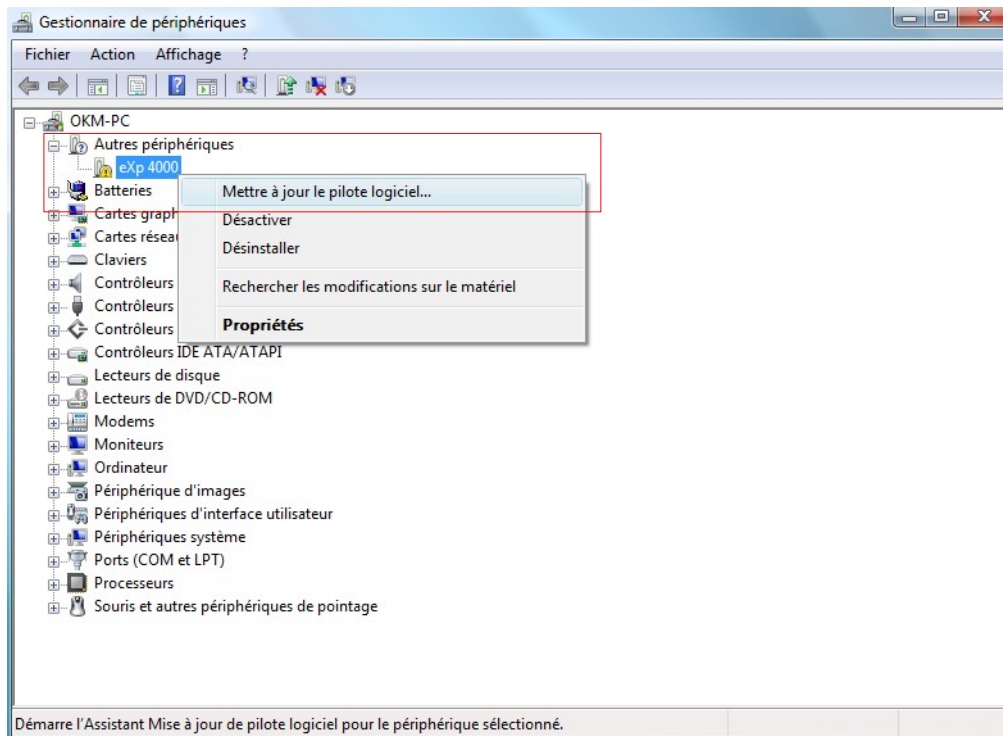 Gestionnaire de périphériques
Fichier Action Affichage ?
OKM-PC
Autres périphériques
eXp 4000
Batteries
Mettre à jour le pilote logiciel...
Cartes graph
Désactiver
Cartes réseau
Désinstaller
Claviers
Contrôleurs
Rechercher les modifications sur le matériel
Contrôleurs
Contrôleurs
Propriétés
Contrôleurs IDE ATA/ATAPI
Lecteurs de disque
Lecteurs de DVD/CD-ROM
Modems
Moniteurs
Ordinateur
Périphérique d'images
Périphériques d'interface utilisateur
Périphériques système
Ports (COM et LPT)
Processeurs
Souris et autres périphériques de pointage
Démarre l'Assistant Mise à jour de pilote logiciel pour le périphérique sélectionné.